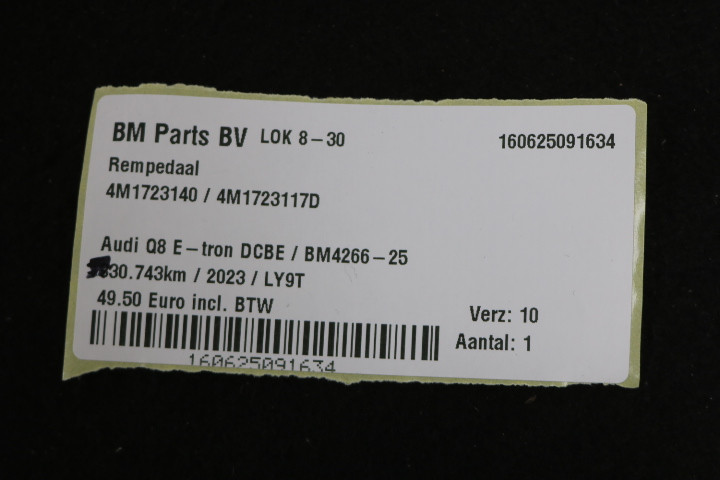 BM Parts BV LOK 8-30 160625091634
Rempedaal
4M1723140 / 4M1723117D
Audi Q8 E-tron DCBE / BM4266-25
30.743km / 2023 / LY9T
49.50 Euro incl. BTW
Verz: 10
Aantal: 1
160625091634